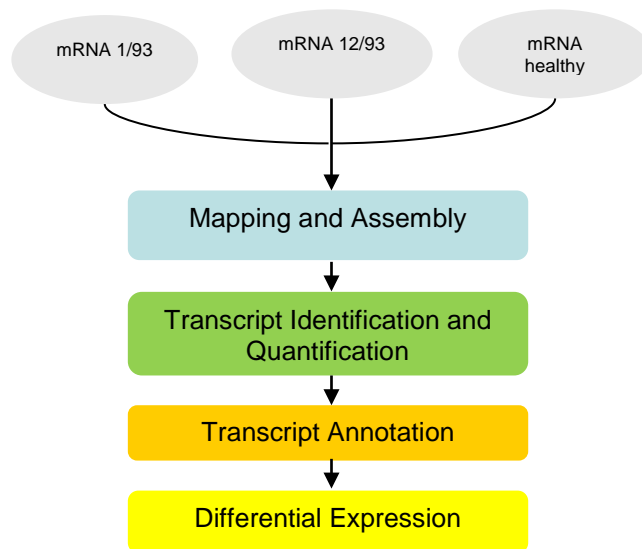 mRNA 1/93
mRNA 12/93
mRNA
healthy
Mapping and Assembly
Transcript Identification and
Quantification
Transcript Annotation
Differential Expression